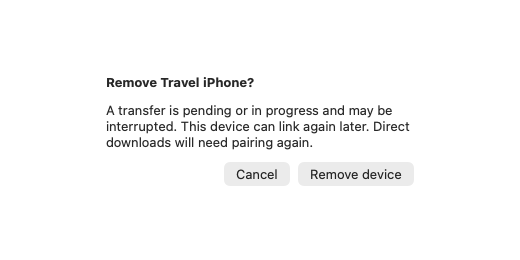 Remove Travel iPhone?
A transfer is pending or in progress and may be
interrupted. This device can link again later. Direct
downloads will need pairing again.
Cancel
Remove device